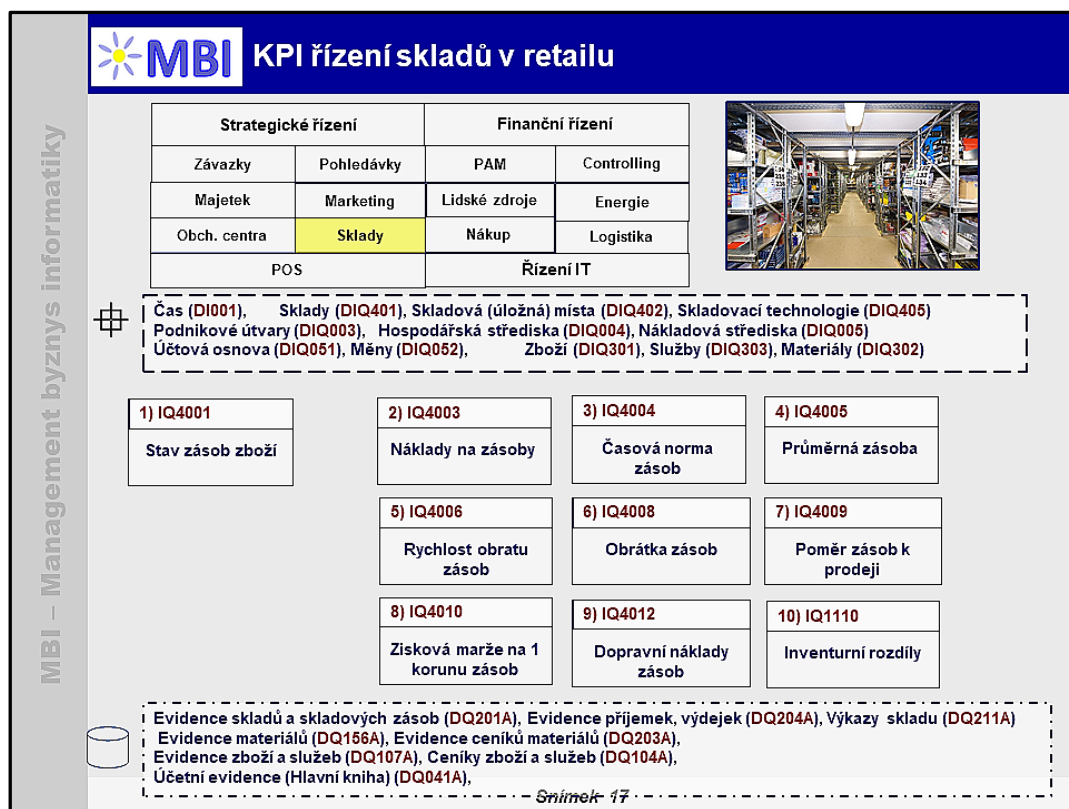 MBI
KPI řízení skladů v retailu
MBI – Management byznys informatiky
Strategické řízení
Finanční řízení
Závazky
Pohledávky
PAM
Controlling
Majetek
Marketing
Lidské zdroje
Energie
Obch. centra
Sklady
Nákup
Logistika
POS
Řízení IT
Čas (DI001), Sklady (DIQ401), Skladová (úložná) místa (DIQ402), Skladovací technologie (DIQ405)
Podnikové útvary (DIQ003), Hospodářská střediska (DIQ004), Nákladová střediska (DIQ005)
Účtová osnova (DIQ051), Měny (DIQ052), Zboží (DIQ301), Služby (DIQ303), Materiály (DIQ302)
1) IQ4001
Stav zásob zboží
2) IQ4003
Náklady na zásoby
3) IQ4004
Časová norma
zásob
4) IQ4005
Průměrná zásoba
5) IQ4006
Rychlost obratu
zásob
6) IQ4008
Obrátka zásob
7) IQ4009
Poměr zásob k
prodeji
8) IQ4010
Zisková marže na 1
korunu zásob
9) IQ4012
Dopravní náklady
zásob
10) IQ1110
Inventurní rozdíly
Evidence skladů a skladových zásob (DQ201A), Evidence příjemek, výdejek (DQ204A), Výkazy skladu (DQ211A)
Evidence materiálů (DQ156A), Evidence ceníků materiálů (DQ203A),
Evidence zboží a služeb (DQ107A), Ceníky zboží a služeb (DQ104A),
Účetní evidence (Hlavní kniha) (DQ041A),
Snímek 17